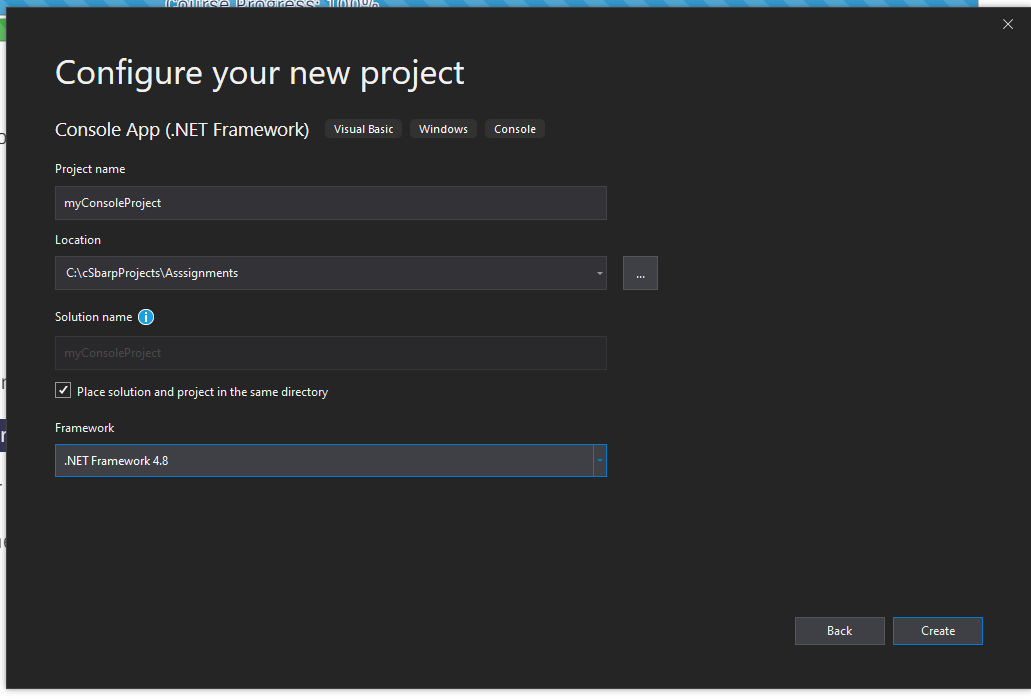 Course Progress: 100%
Configure your new project
Console App (.NET Framework) Visual Basic Windows Console
Project name
myConsoleProject
Location
C:\cSbarpProjects\Asssignments
...
Solution name
myConsoleProject
Place solution and project in the same directory
Framework
.NET Framework 4.8
Back Create